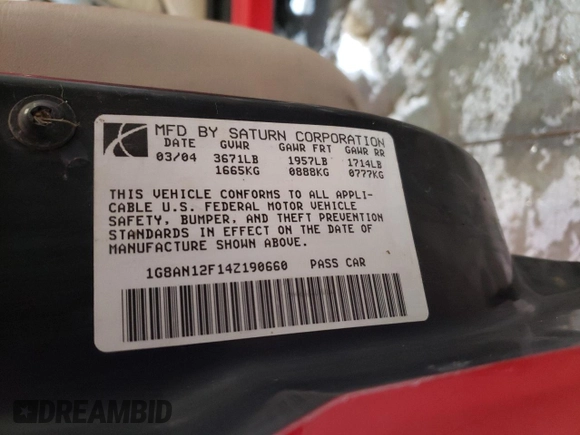 MFD BY SATURN CORPORATION
DATE GVWR GAWR FRT GAWR RR
03/04 3671LB 1957LB 1714LB
1665KG 0888KG 0777KG
THIS VEHICLE CONFORMS TO ALL APPLI-
CABLE U.S. FEDERAL MOTOR VEHICLE
SAFETY, BUMPER, AND THEFT PREVENTION
STANDARDS IN EFFECT ON THE DATE OF
MANUFACTURE SHOWN ABOVE.
1G8AN12F14Z190660 PASS CAR
DREAMBID